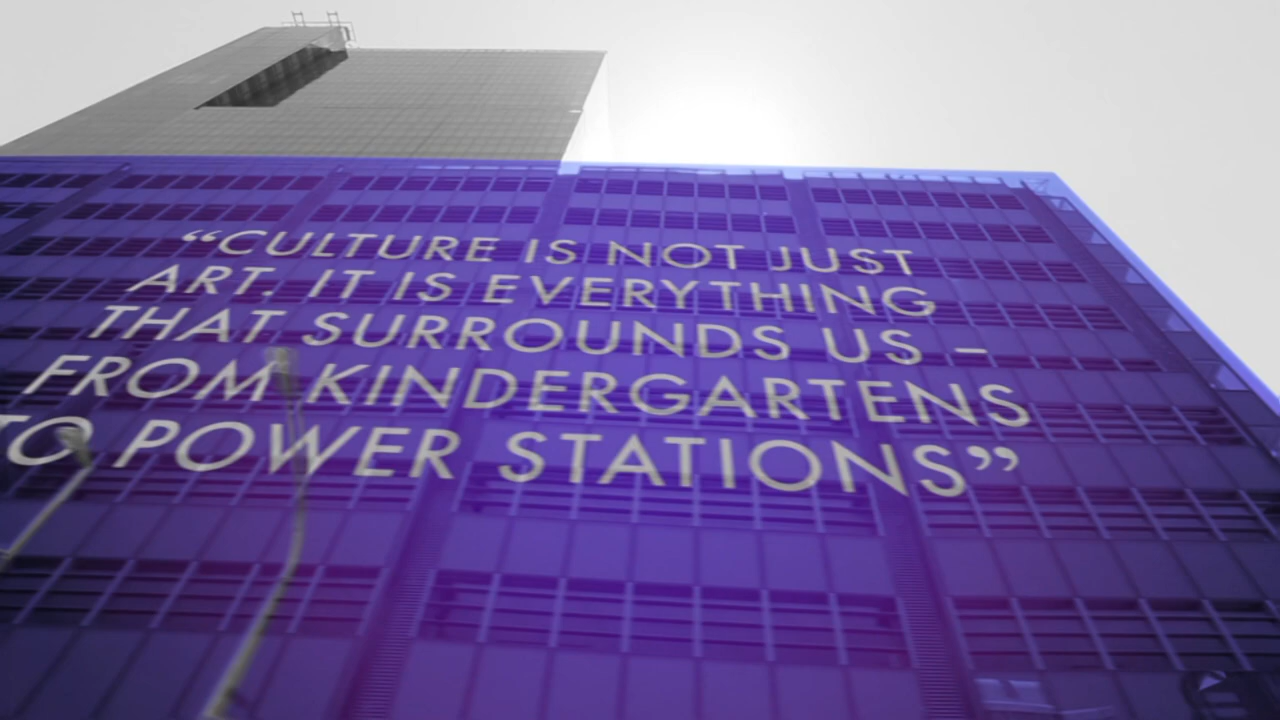 “CULTURE IS NOT JUST
ART. IT IS EVERYTHING
THAT SURROUNDS US –
FROM KINDERGARTENS
TO POWER STATIONS”